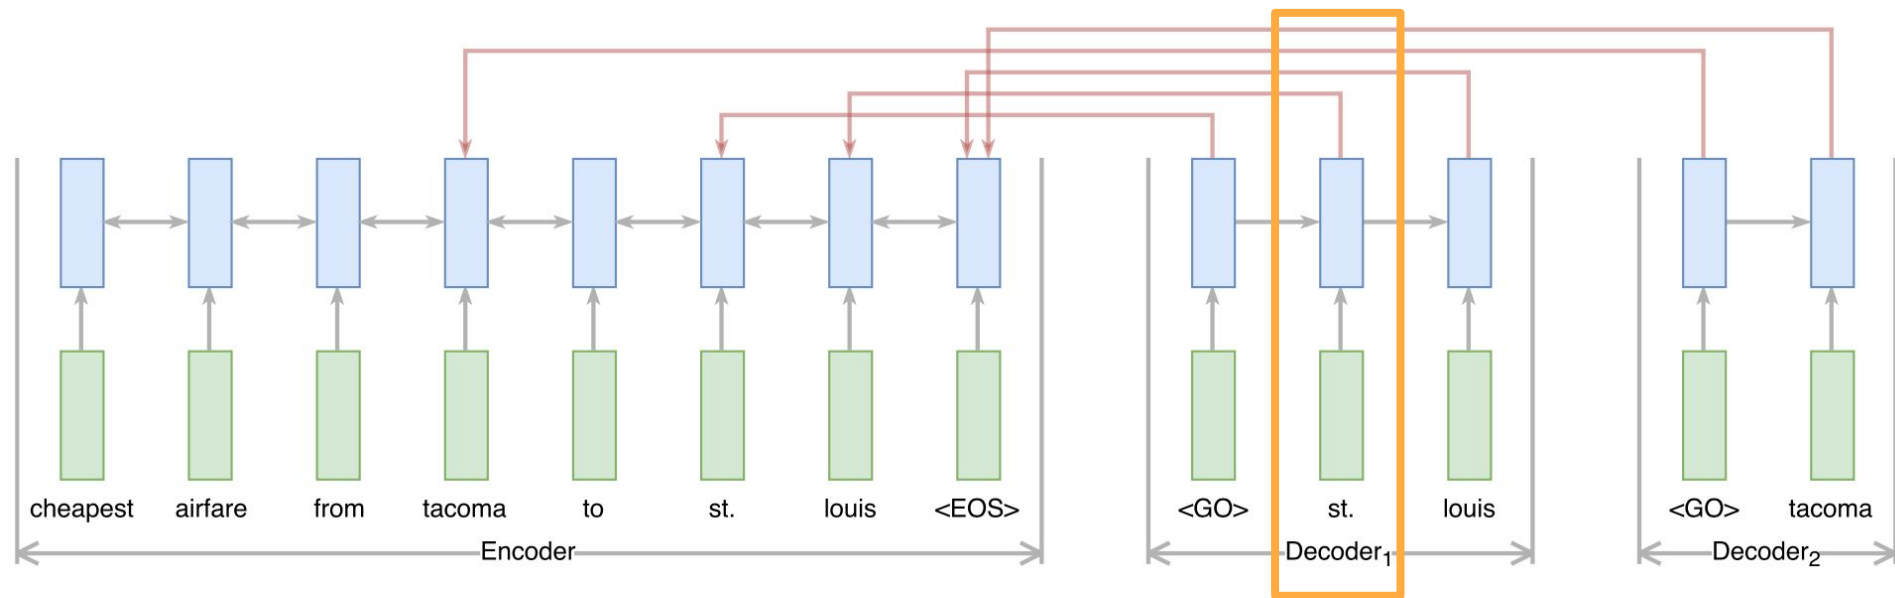 cheapest airfare from tacoma to st. louis <EOS> <GO> st. louis <GO> tacoma
Encoder Decoder1 Decoder2